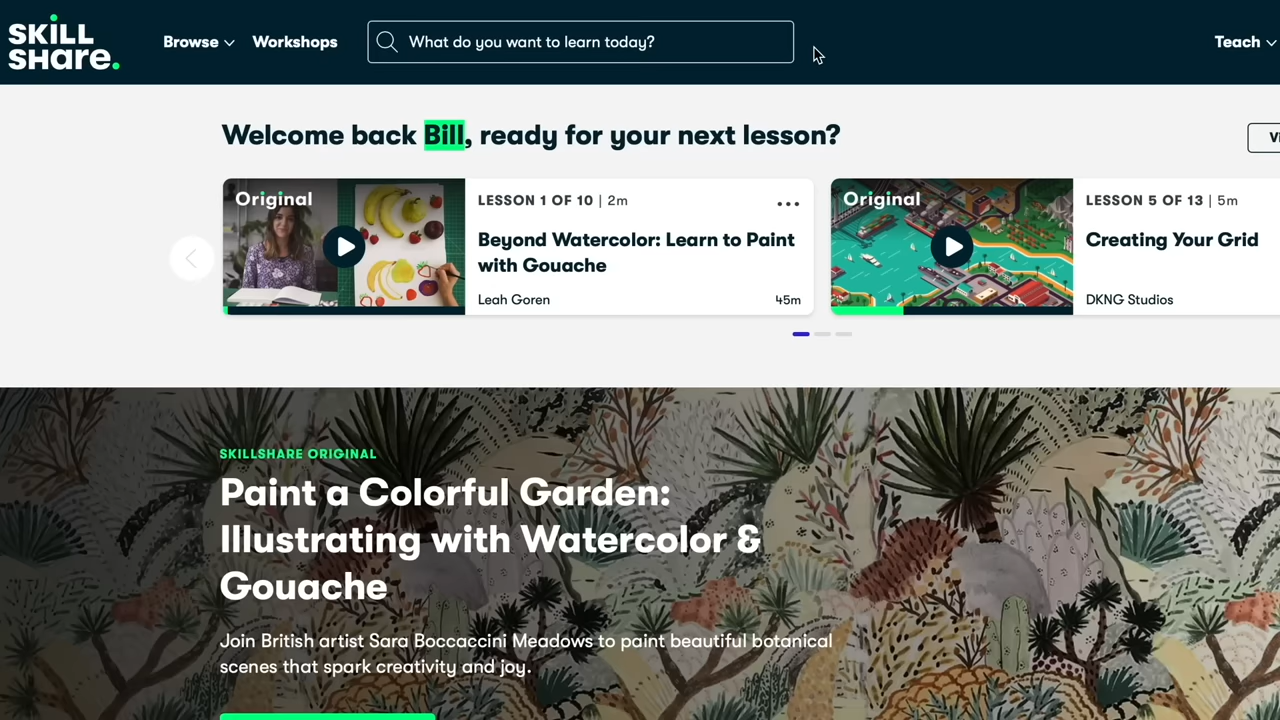 SKILL
SHare.
Browse
Workshops
What do you want to learn today?
Teach
Welcome back Bill, ready for your next lesson?
Original
LESSON 1 OF 10 | 2m
Beyond Watercolor: Learn to Paint
with Gouache
Leah Goren
45m
Original
LESSON 5 OF 13 | 5m
Creating Your Grid
DKNG Studios
SKILLSHARE ORIGINAL
Paint a Colorful Garden:
Illustrating with Watercolor &
Gouache
Join British artist Sara Boccaccini Meadows to paint beautiful botanical
scenes that spark creativity and joy.